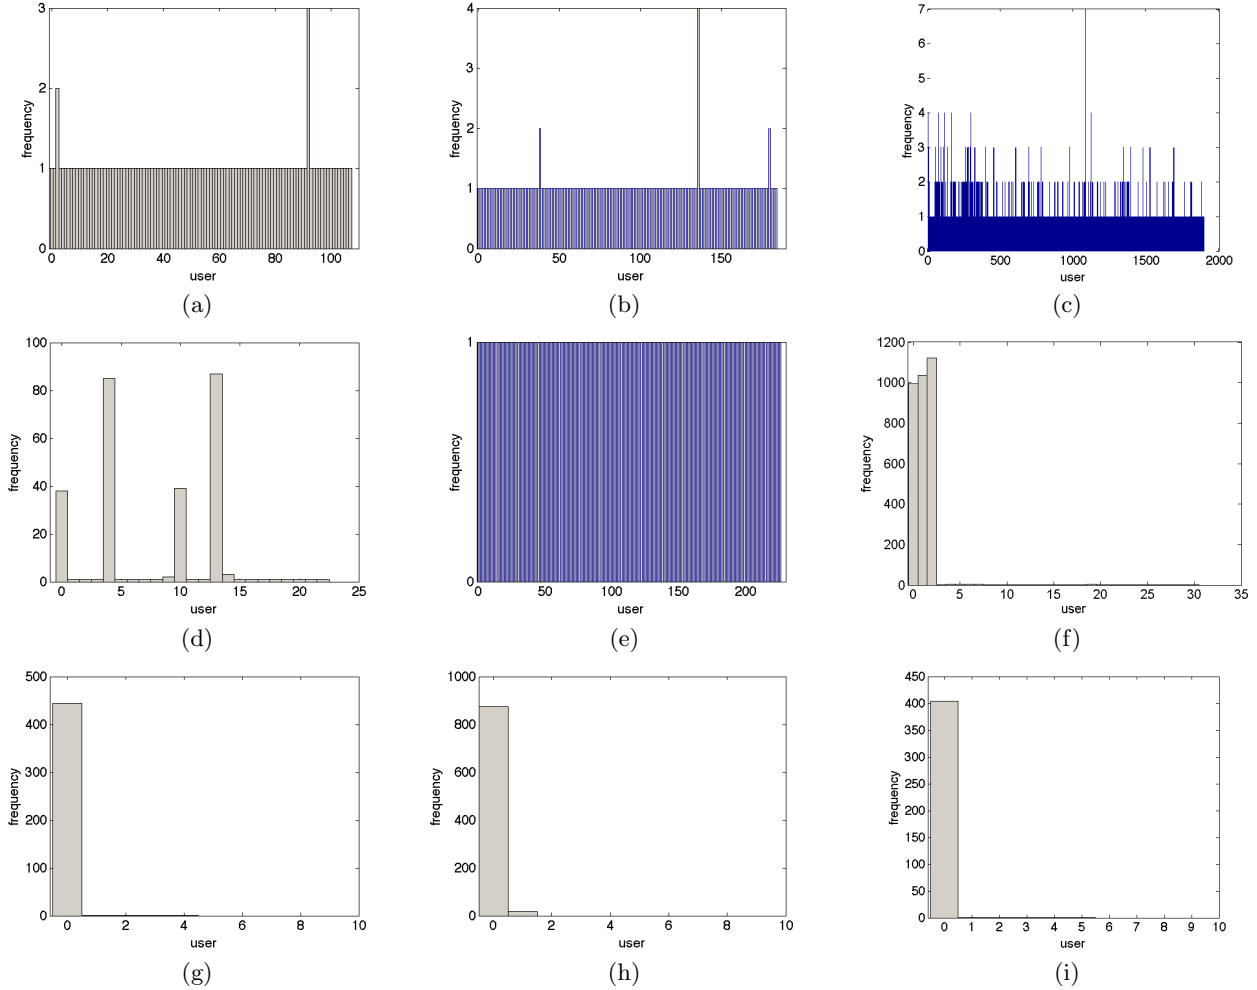 3
2
1
0
frequency
0 20 40 60 80 100
user
(a)
4
3
2
1
0
frequency
0 50 100 150
user
(b)
7
6
5
4
3
2
1
0
frequency
0 500 1000 1500 2000
user
(c)
100
80
60
40
20
0
frequency
0 5 10 15 20 25
user
(d)
1
0
frequency
0 50 100 150 200
user
(e)
1200
1000
800
600
400
200
0
frequency
0 5 10 15 20 25 30 35
user
(f)
500
400
300
200
100
0
frequency
0 2 4 6 8 10
user
(g)
1000
800
600
400
200
0
frequency
0 2 4 6 8 10
user
(h)
450
400
350
300
250
200
150
100
50
0
frequency
0 1 2 3 4 5 6 7 8 9 10
user
(i)